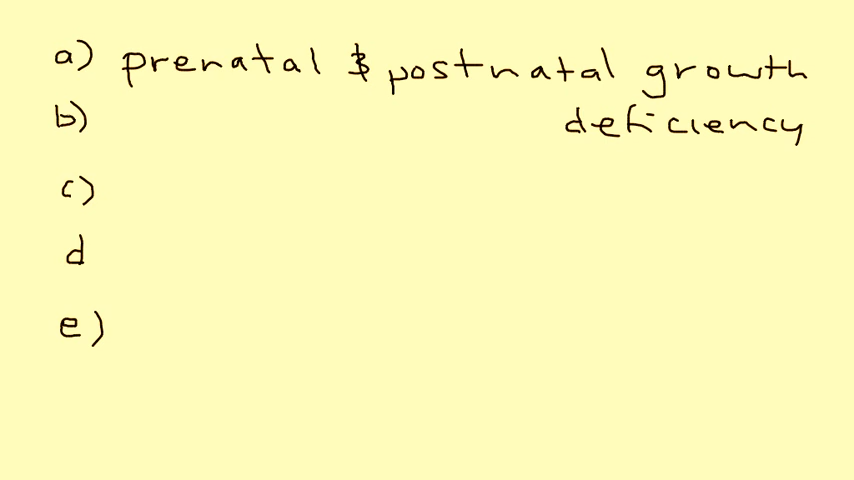 a) prenatal & postnatal growth
b) deficiency
c)
d
e)